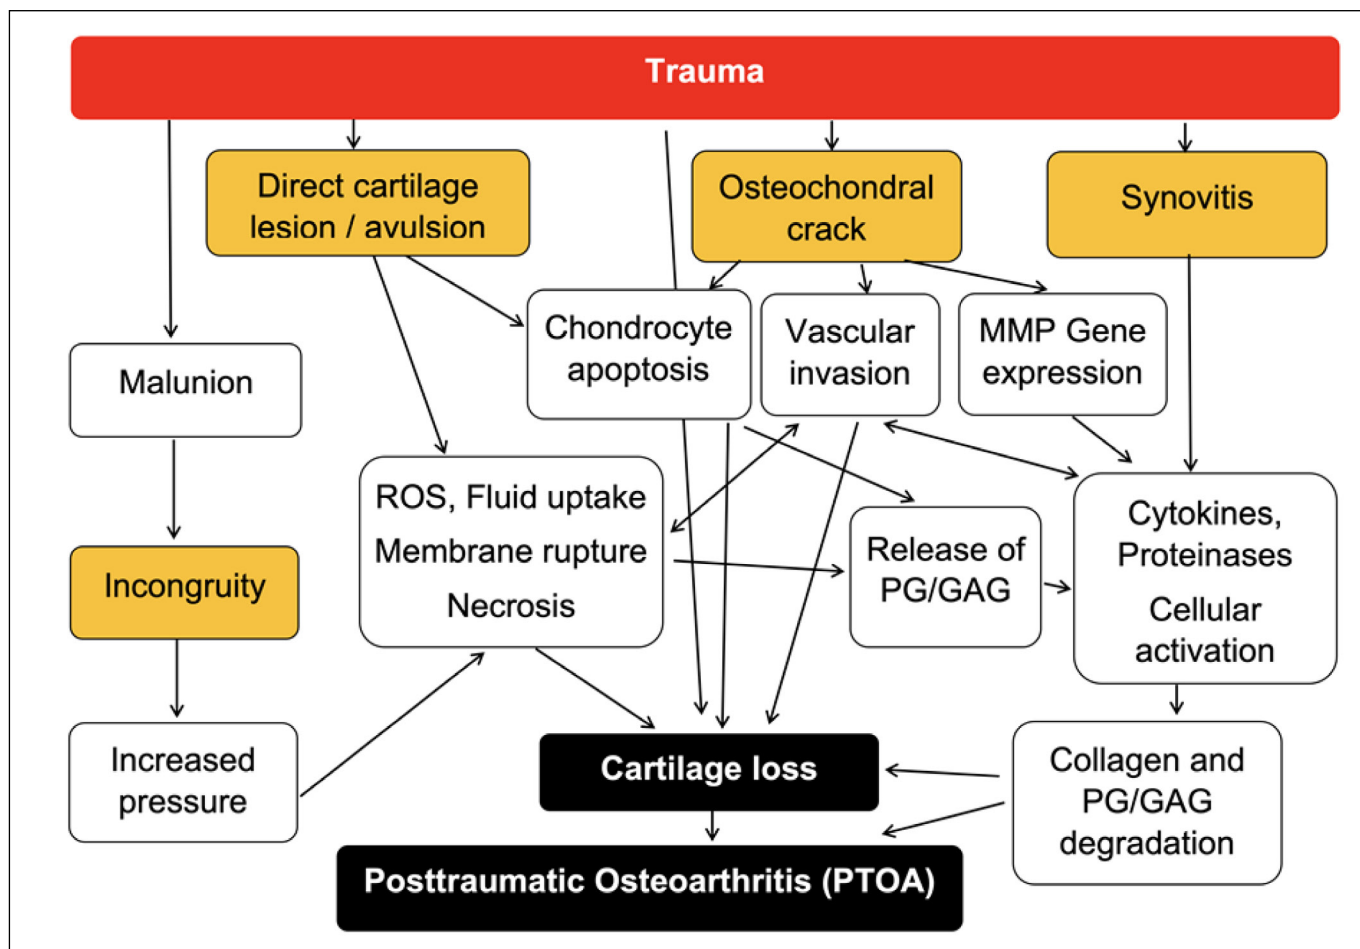 Trauma
Direct cartilage
lesion / avulsion
Osteochondral
crack
Synovitis
Chondrocyte
apoptosis
Vascular
invasion
MMP Gene
expression
Malunion
ROS, Fluid uptake
Membrane rupture
Necrosis
Release of
PG/GAG
Cytokines,
Proteinases
Cellular
activation
Incongruity
Increased
pressure
Cartilage loss
Collagen and
PG/GAG
degradation
Posttraumatic Osteoarthritis (PTOA)